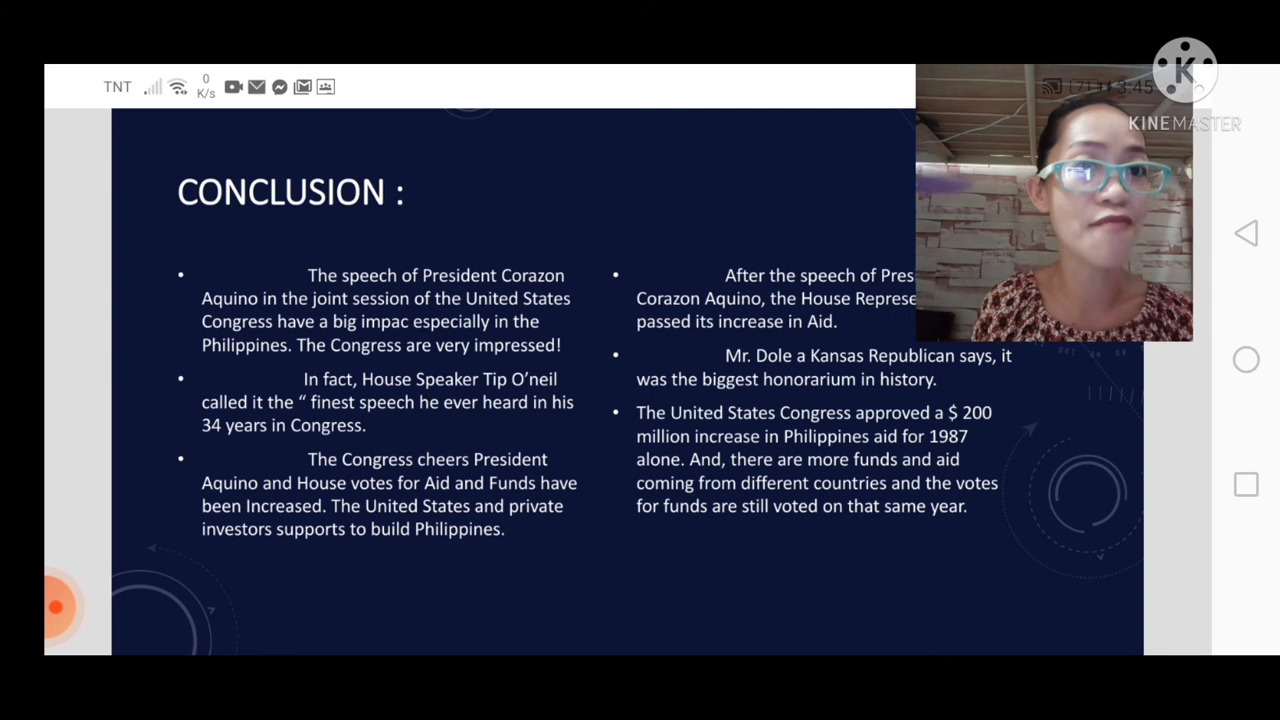 TNT
0
K/s
3:45
K
KINEMASTER
CONCLUSION :
• The speech of President Corazon
Aquino in the joint session of the United States
Congress have a big impac especially in the
Philippines. The Congress are very impressed!
• In fact, House Speaker Tip O’neil
called it the “ finest speech he ever heard in his
34 years in Congress.
• The Congress cheers President
Aquino and House votes for Aid and Funds have
been Increased. The United States and private
investors supports to build Philippines.
• After the speech of Pres
Corazon Aquino, the House Represe
passed its increase in Aid.
• Mr. Dole a Kansas Republican says, it
was the biggest honorarium in history.
• The United States Congress approved a $ 200
million increase in Philippines aid for 1987
alone. And, there are more funds and aid
coming from different countries and the votes
for funds are still voted on that same year.